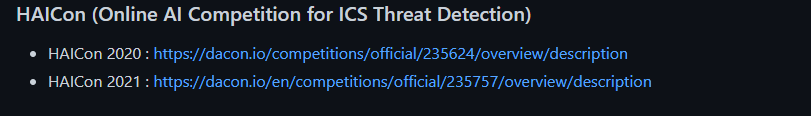 HAICon (Online AI Competition for ICS Threat Detection)
• HAICon 2020 : https://dacon.io/competitions/official/235624/overview/description
• HAICon 2021 : https://dacon.io/en/competitions/official/235757/overview/description